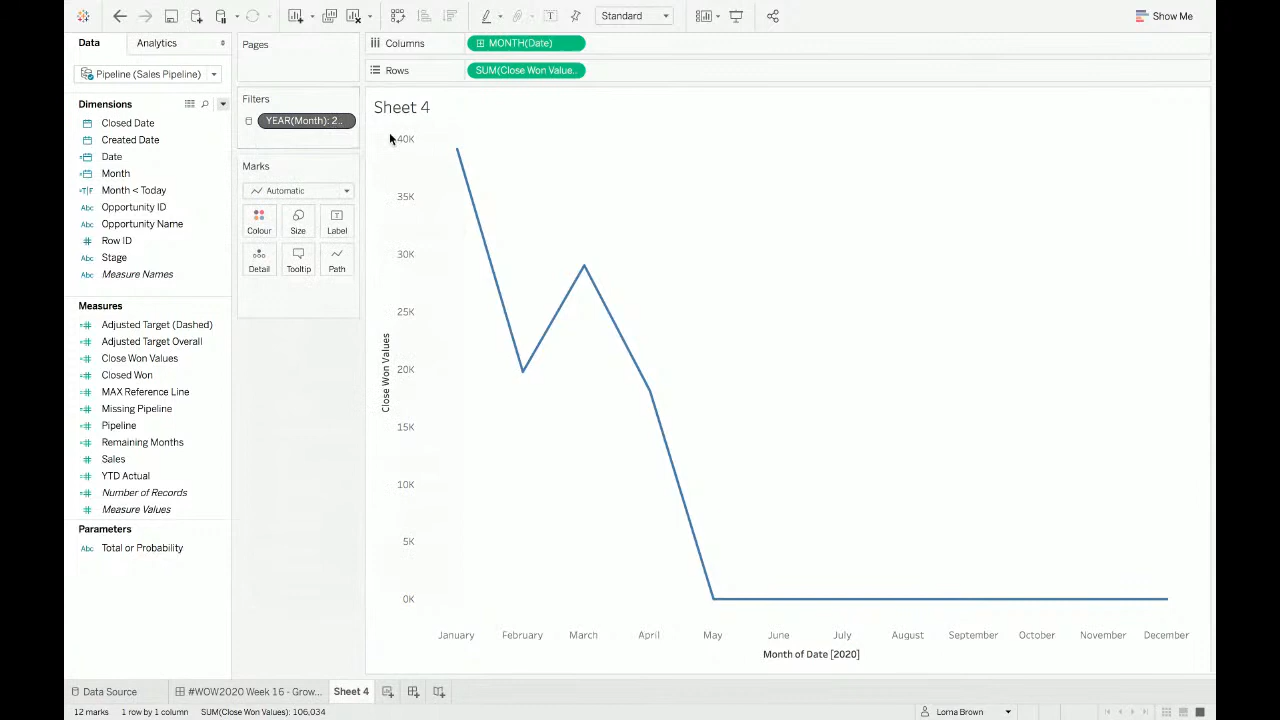 Standard
Show Me
Data
Analytics
Pages
Columns
MONTH(Date)
Pipeline (Sales Pipeline)
Rows
SUM(Close Won Value..
Dimensions
Filters
YEAR(Month): 2..
Closed Date
Created Date
Date
Month
Month < Today
Opportunity ID
Opportunity Name
Row ID
Stage
Measure Names
Marks
Automatic
Colour
Size
Label
Detail
Tooltip
Path
Measures
Adjusted Target (Dashed)
Adjusted Target Overall
Close Won Values
Closed Won
MAX Reference Line
Missing Pipeline
Pipeline
Remaining Months
Sales
YTD Actual
Number of Records
Measure Values
Parameters
Total or Probability
Sheet 4
40K
35K
30K
25K
20K
15K
10K
5K
0K
Close Won Values
January February March April May June July August September October November December
Month of Date [2020]
Data Source
#WOW2020 Week 16 - Grow...
Sheet 4
12 marks 1 row by 1 column SUM(Close Won Values): 106,034
Lorna Brown